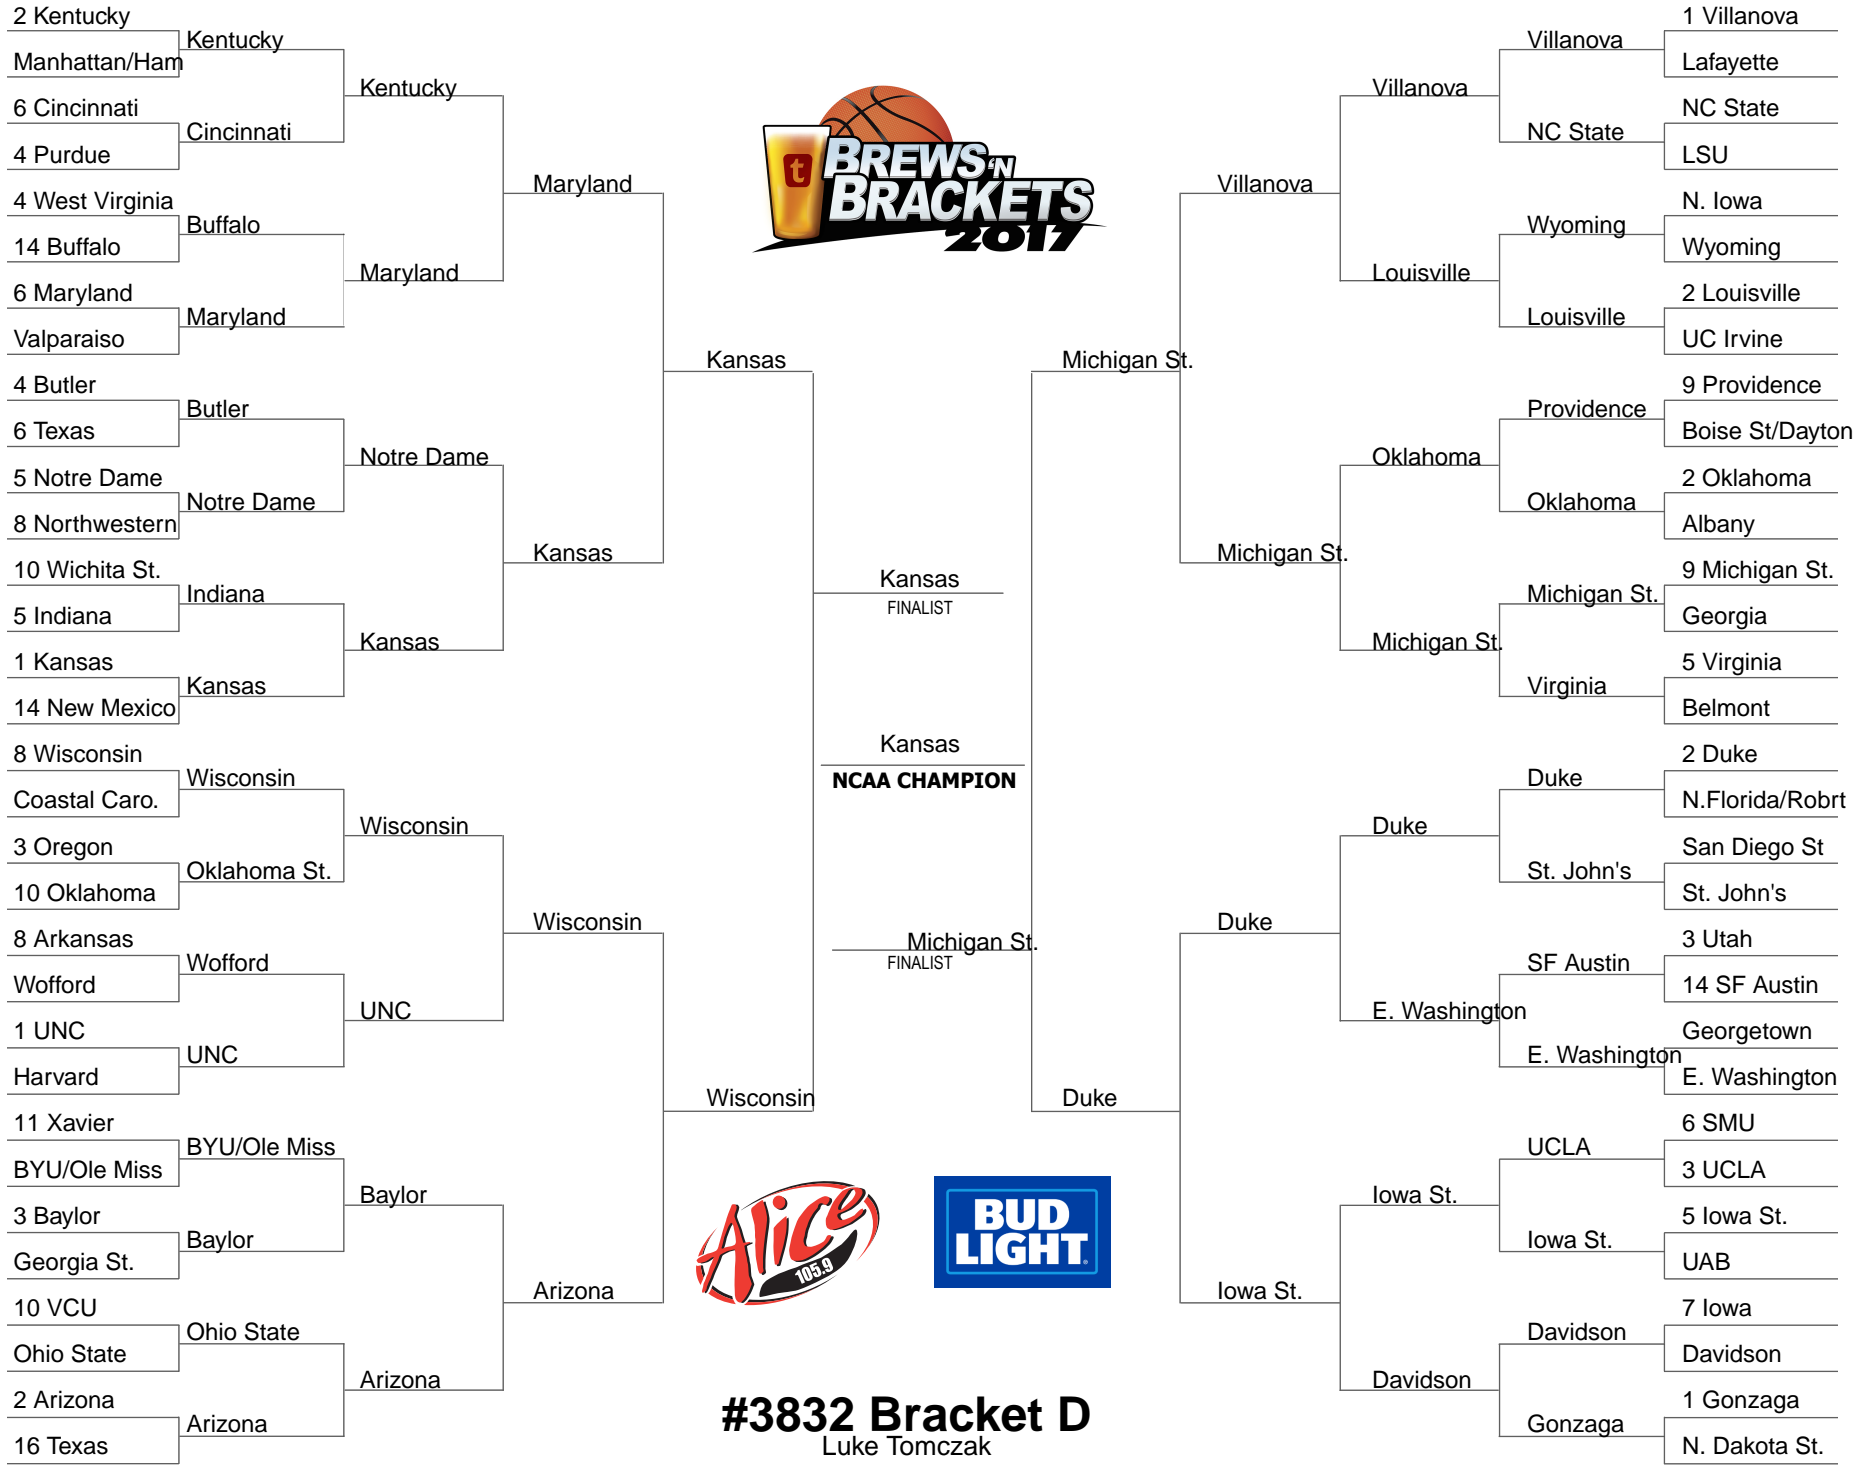 2 Kentucky
Manhattan/Ham
6 Cincinnati
4 Purdue
4 West Virginia
14 Buffalo
6 Maryland
Valparaiso
4 Butler
6 Texas
5 Notre Dame
8 Northwestern
10 Wichita St.
5 Indiana
1 Kansas
14 New Mexico
8 Wisconsin
Coastal Caro.
3 Oregon
10 Oklahoma
8 Arkansas
Wofford
1 UNC
Harvard
11 Xavier
BYU/Ole Miss
3 Baylor
Georgia St.
10 VCU
Ohio State
2 Arizona
16 Texas
Kentucky
Cincinnati
Buffalo
Maryland
Butler
Notre Dame
Indiana
Kansas
Wisconsin
Oklahoma St.
Wofford
UNC
BYU/Ole Miss
Baylor
Ohio State
Arizona
Kentucky
Maryland
Notre Dame
Kansas
Wisconsin
UNC
Baylor
Arizona
Maryland
Kansas
Wisconsin
Arizona
Kansas
Wisconsin
t
BREWS 'N
BRACKETS
2017
Kansas
FINALIST
Kansas
NCAA CHAMPION
Michigan St.
FINALIST
Alice
105.9
BUD
LIGHT
#3832 Bracket D
Luke Tomczak
Michigan St.
Duke
Villanova
Michigan St.
Duke
Iowa St.
Villanova
Louisville
Oklahoma
Michigan St.
Duke
E. Washington
Iowa St.
Davidson
Villanova
NC State
Wyoming
Louisville
Providence
Oklahoma
Michigan St.
Virginia
Duke
St. John's
SF Austin
E. Washington
UCLA
Iowa St.
Davidson
Gonzaga
1 Villanova
Lafayette
NC State
LSU
N. Iowa
Wyoming
2 Louisville
UC Irvine
9 Providence
Boise St/Dayton
2 Oklahoma
Albany
9 Michigan St.
Georgia
5 Virginia
Belmont
2 Duke
N.Florida/Robrt
San Diego St
St. John's
3 Utah
14 SF Austin
Georgetown
E. Washington
6 SMU
3 UCLA
5 Iowa St.
UAB
7 Iowa
Davidson
1 Gonzaga
N. Dakota St.